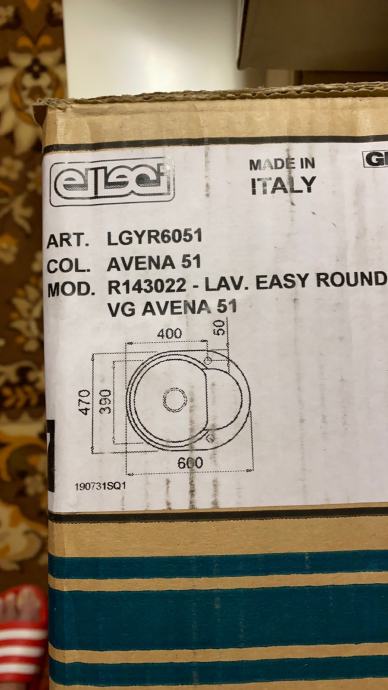 elleci
MADE IN
ITALY
ART. LGYR6051
COL. AVENA 51
MOD. R143022 - LAV. EASY ROUND
VG AVENA 51
400
50
470
390
600
190731SQ1